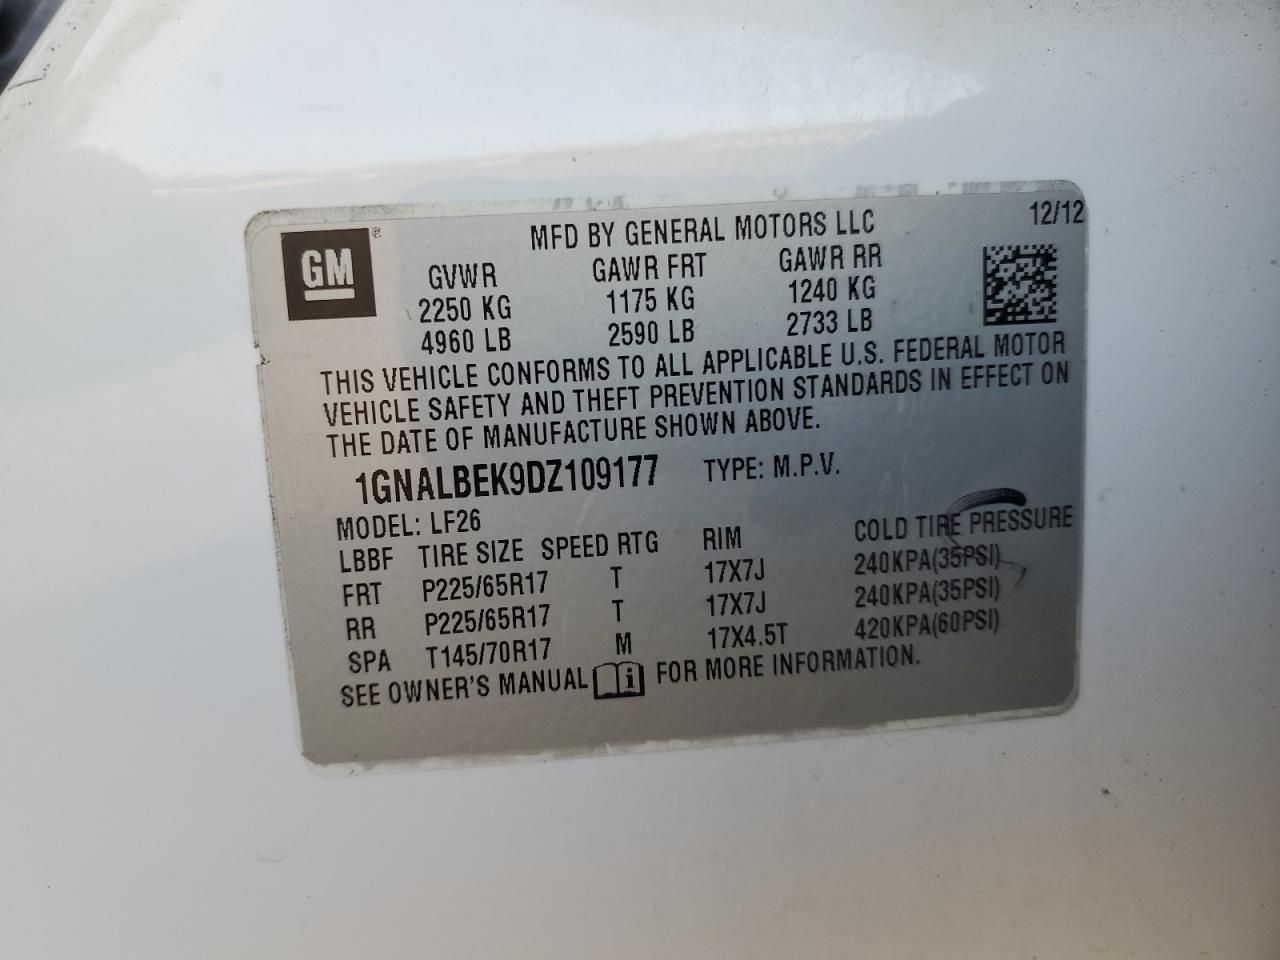 MFD BY GENERAL MOTORS LLC 12/12
GM ®
GVWR GAWR FRT GAWR RR
2250 KG 1175 KG 1240 KG
4960 LB 2590 LB 2733 LB
THIS VEHICLE CONFORMS TO ALL APPLICABLE U.S. FEDERAL MOTOR
VEHICLE SAFETY AND THEFT PREVENTION STANDARDS IN EFFECT ON
THE DATE OF MANUFACTURE SHOWN ABOVE.
1GNALBEK9DZ109177 TYPE: M.P.V.
MODEL: LF26
LBBF TIRE SIZE SPEED RTG RIM COLD TIRE PRESSURE
FRT P225/65R17 T 17X7J 240KPA(35PSI)
RR P225/65R17 T 17X7J 240KPA(35PSI)
SPA T145/70R17 M 17X4.5T 420KPA(60PSI)
SEE OWNER'S MANUAL i FOR MORE INFORMATION.